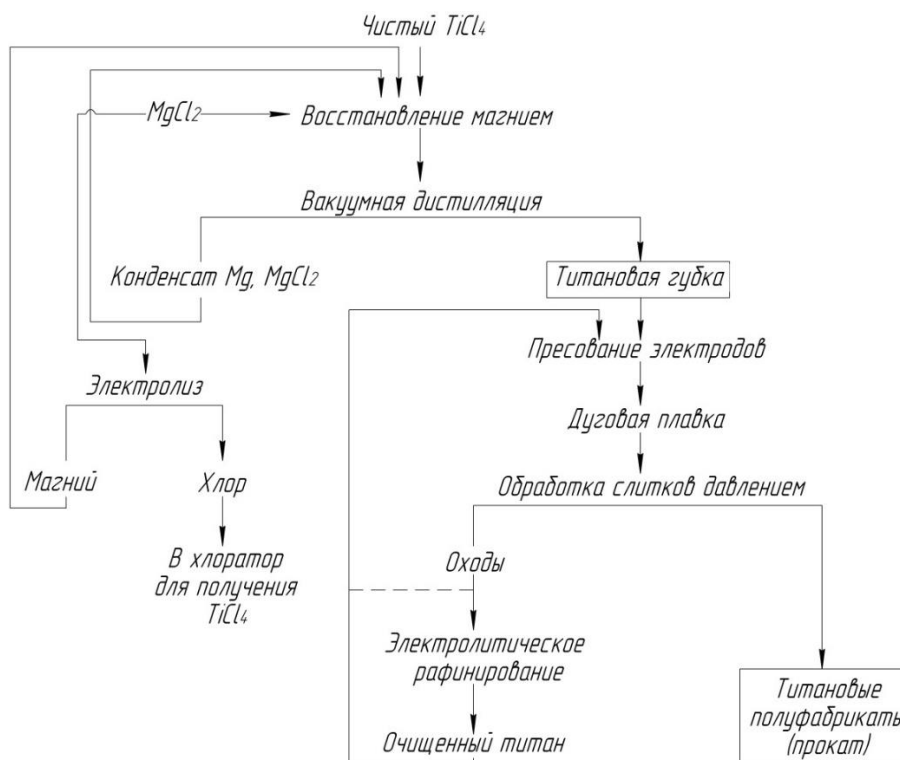 Чистый TiCl4
MgCl2
Восстановление магнием
Вакуумная дистилляция
Конденсат Mg, MgCl2
Титановая губка
Пресование электродов
Электролиз
Дуговая плавка
Магний
Хлор
Обработка слитков давлением
В хлоратор
для получения
TiCl4
Оходы
Электролитическое
рафинирование
Очищенный титан
Титановые
полуфабрикаты
(прокат)